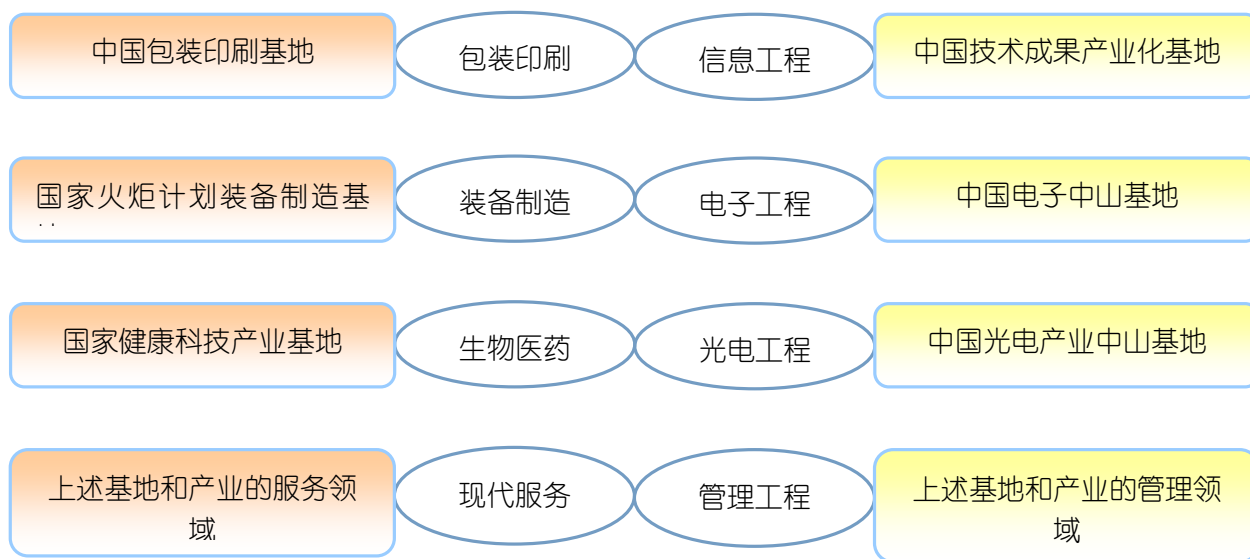 中国包装印刷基地
包装印刷
信息工程
中国技术成果产业化基地
国家火炬计划装备制造基
装备制造
电子工程
中国电子中山基地
国家健康科技产业基地
生物医药
光电工程
中国光电产业中山基地
上述基地和产业的服务领
域
现代服务
管理工程
上述基地和产业的管理领
域